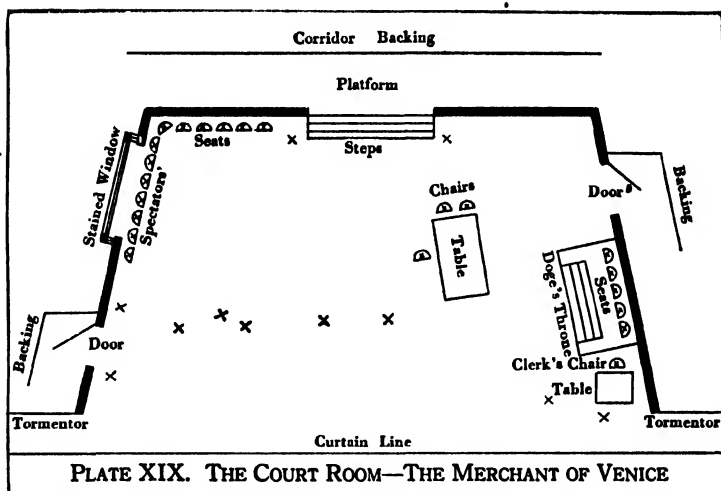 Corridor Backing
Platform
Stained Window
Spectators'
Seats
Steps
Chairs
Table
Door
Backing
Doge's Throne
Seats
Backing
Door
Clerk's Chair
Table
Tormentor
Tormentor
Curtain Line
PLATE XIX. THE COURT ROOM—THE MERCHANT OF VENICE